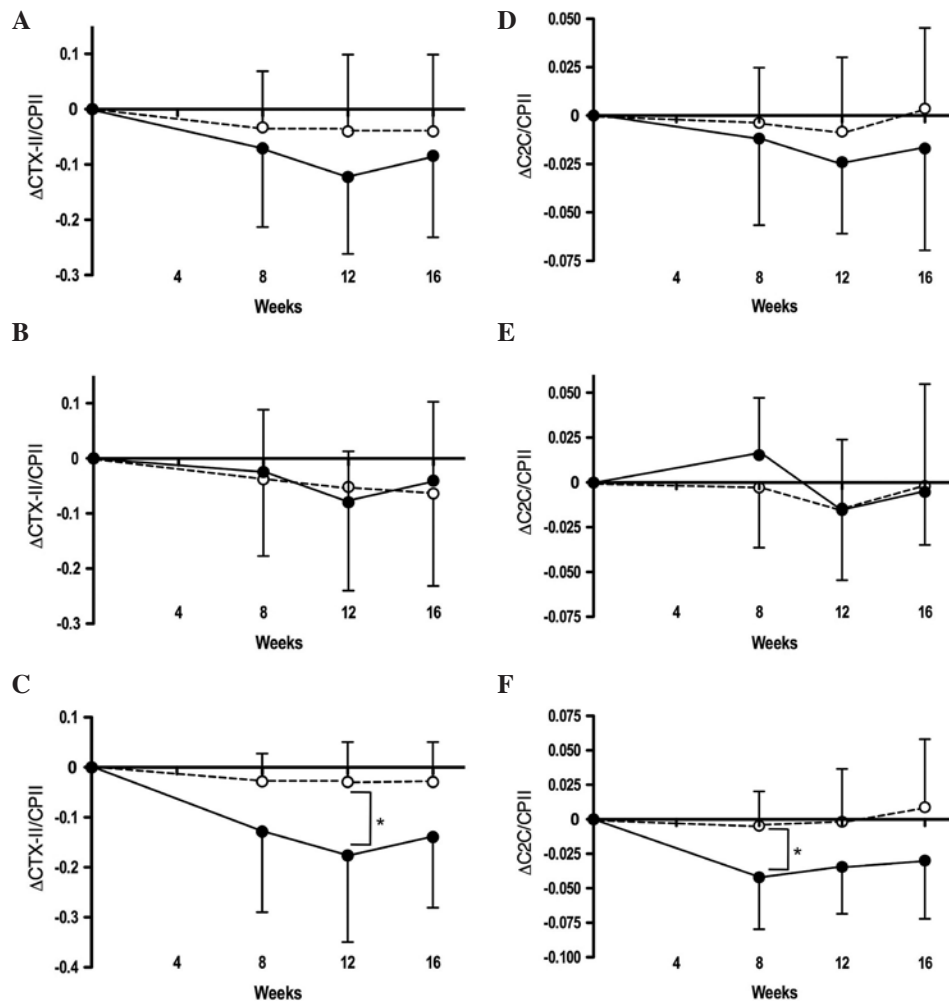 A
0.1
0
-0.1
-0.2
-0.3
ΔCTX-II/CPII
4 8 12 16
Weeks
D
0.050
0.025
0.000
-0.025
-0.050
-0.075
ΔC2C/CPII
4 8 12 16
Weeks
B
0.1
0
-0.1
-0.2
-0.3
ΔCTX-II/CPII
4 8 12 16
Weeks
E
0.050
0.025
0.000
-0.025
-0.050
-0.075
ΔC2C/CPII
4 8 12 16
Weeks
C
0.1
0
-0.1
-0.2
-0.3
-0.4
ΔCTX-II/CPII
*
4 8 12 16
Weeks
F
0.075
0.050
0.025
0.000
-0.025
-0.050
-0.075
-0.100
ΔC2C/CPII
*
4 8 12 16
Weeks